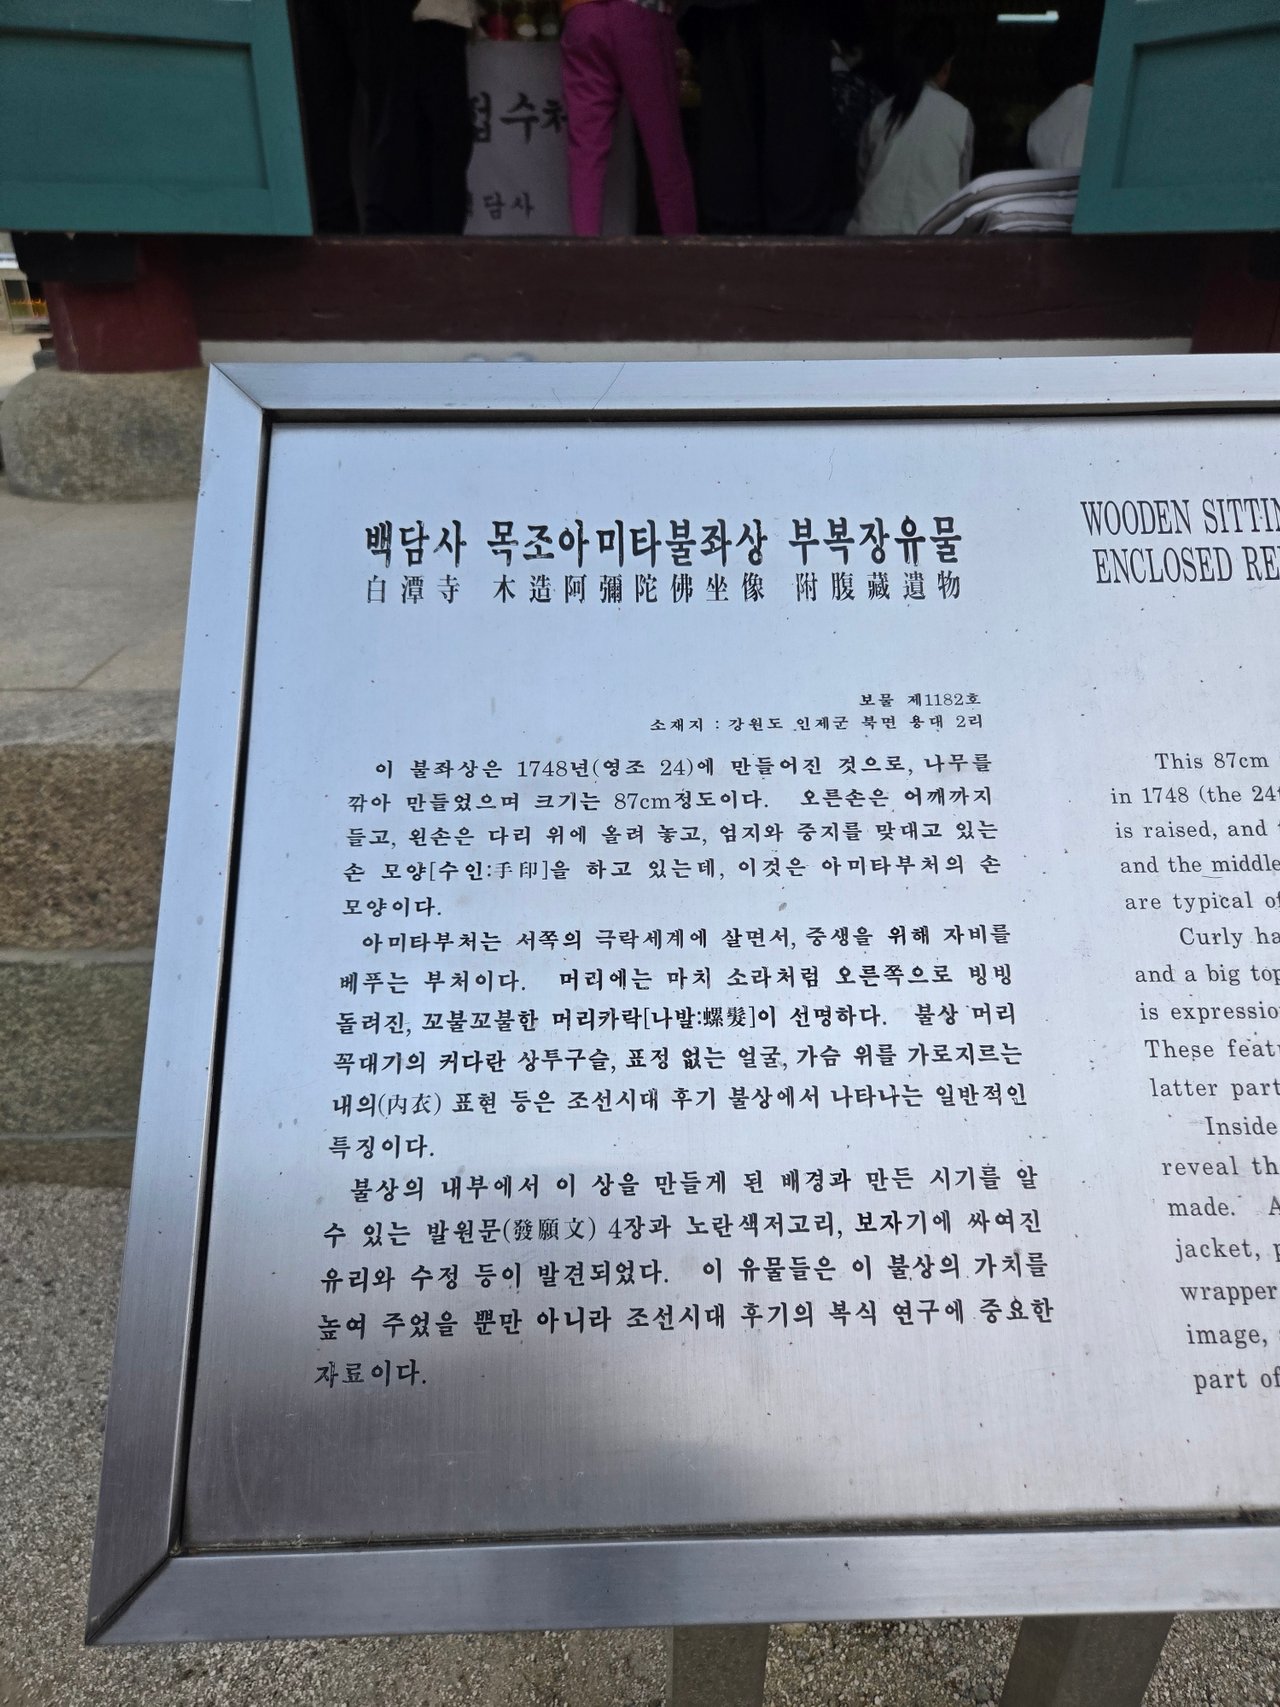 접수처
백담사
백담사 목조아미타불좌상 부복장유물
白潭寺 木造阿彌陀佛坐像 附腹藏遺物
보물 제1182호
소재지 : 강원도 인제군 북면 용대 2리
이 불좌상은 1748년(영조 24)에 만들어진 것으로, 나무를
깎아 만들었으며 크기는 87cm정도이다. 오른손은 어깨까지
들고, 왼손은 다리 위에 올려 놓고, 엄지와 중지를 맞대고 있는
손 모양[수인:手印]을 하고 있는데, 이것은 아미타부처의 손
모양이다.
아미타부처는 서쪽의 극락세계에 살면서, 중생을 위해 자비를
베푸는 부처이다. 머리에는 마치 소라처럼 오른쪽으로 빙빙
돌려진, 꼬불꼬불한 머리카락[나발:螺髮]이 선명하다. 불상 머리
꼭대기의 커다란 상투구슬, 표정 없는 얼굴, 가슴 위를 가로지르는
내의(內衣) 표현 등은 조선시대 후기 불상에서 나타나는 일반적인
특징이다.
불상의 내부에서 이 상을 만들게 된 배경과 만든 시기를 알
수 있는 발원문(發願文) 4장과 노란색저고리, 보자기에 싸여진
유리와 수정 등이 발견되었다. 이 유물들은 이 불상의 가치를
높여 주었을 뿐만 아니라 조선시대 후기의 복식 연구에 중요한
자료이다.
WOODEN SITTIN
ENCLOSED RE
This 87cm
in 1748 (the 24t
is raised, and
and the middle
are typical of
Curly ha
and a big top
is expressio
These featu
latter part
Inside
reveal th
made. A
jacket, p
wrapper
image,
part of